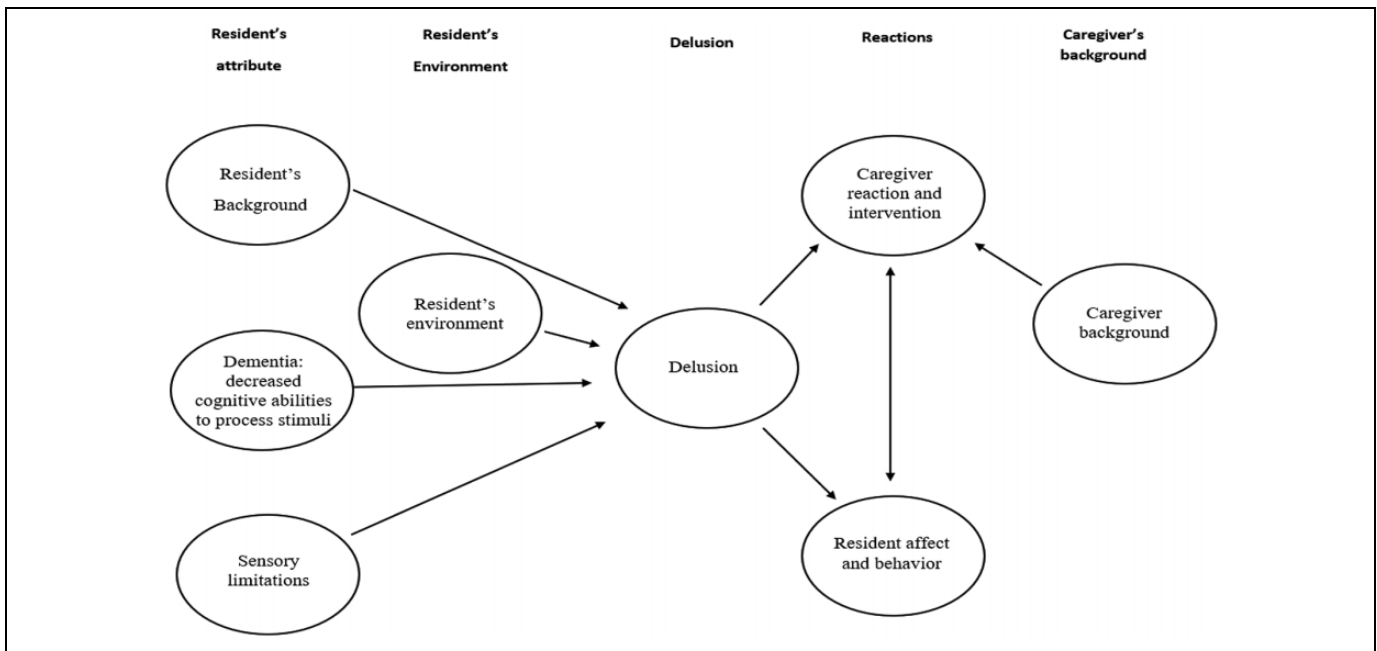 Resident's
attribute
Resident's
Environment
Delusion
Reactions
Caregiver's
background
Resident's
Background
Resident's
environment
Dementia:
decreased
cognitive abilities
to process stimuli
Sensory
limitations
Delusion
Caregiver
reaction and
intervention
Resident affect
and behavior
Caregiver
background